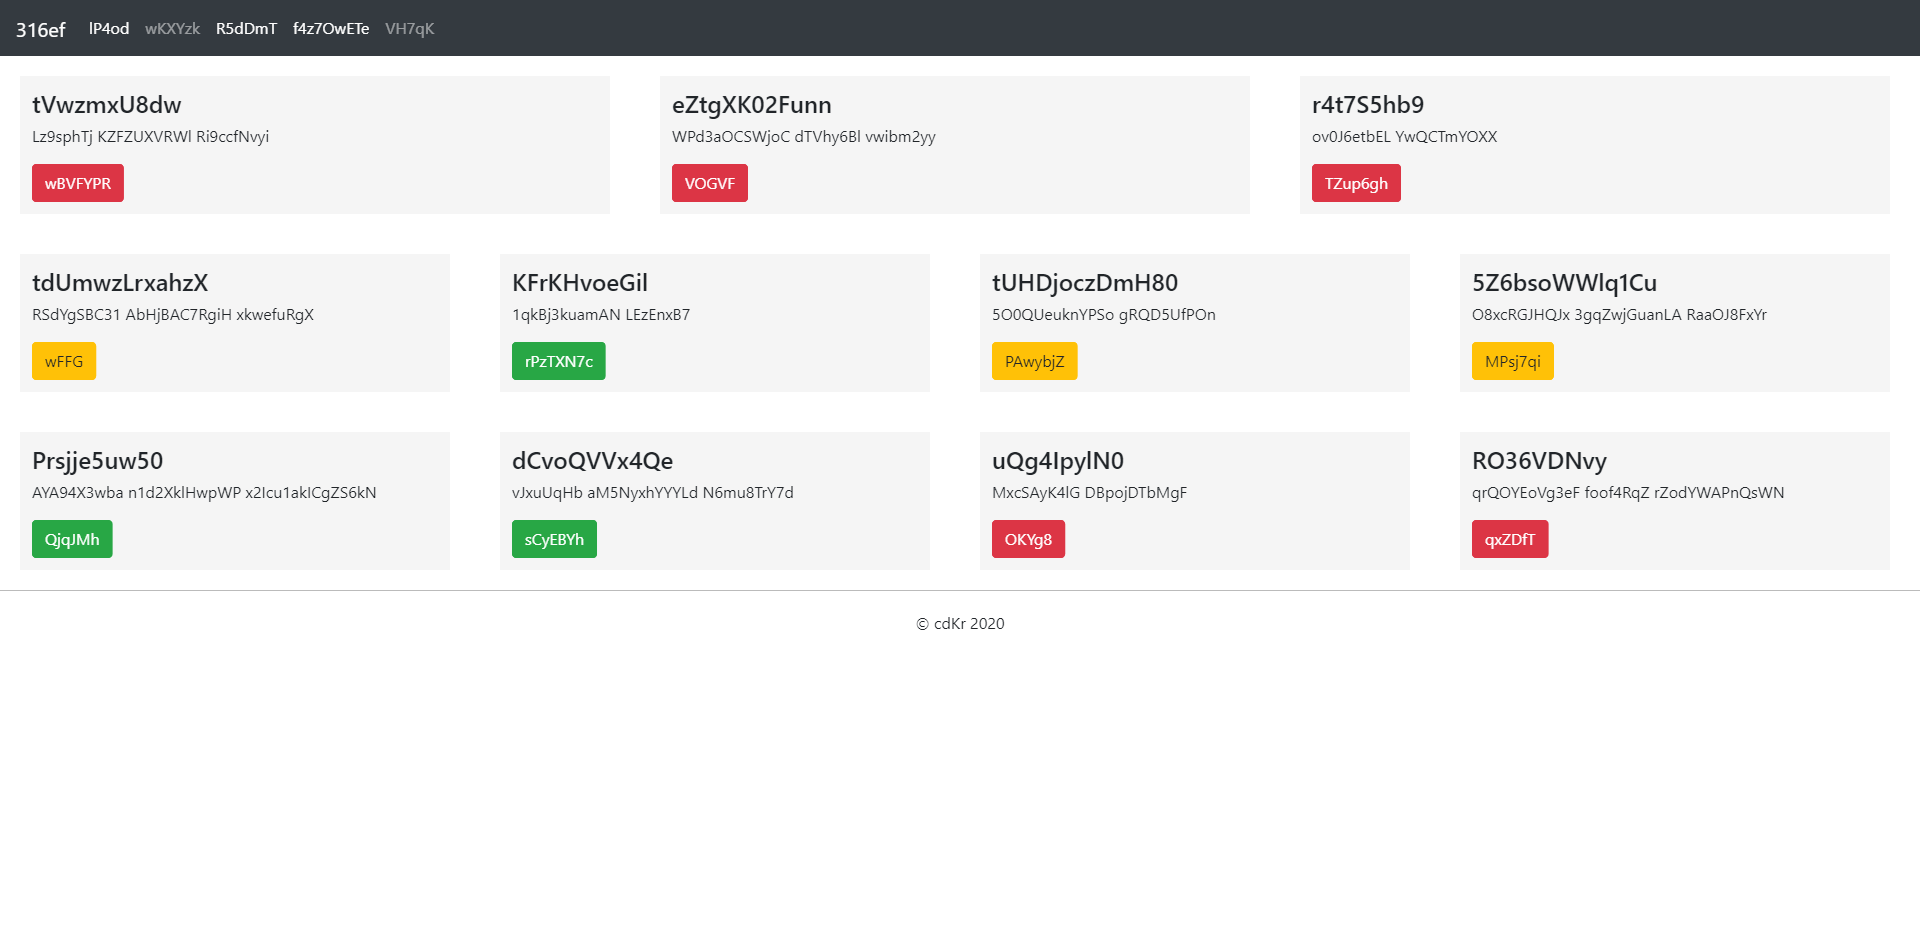 316ef lP4od wKXYzk R5dDmT f4z7OwETe VH7qK
tVwzmxU8dw
Lz9sphTj KZFZUXVRWl Ri9ccfNvyi
wBVFYPR
eZtgXK02Funn
WPd3aOCSWjoC dTVhy6Bl vwibm2yy
VOGVF
r4t7S5hb9
ov0J6etbEL YwQCTmYOXX
TZup6gh
tdUmwzLrxahzX
RSdYgSBC31 AbHjBAC7RgiH xkwefuRgX
wFFG
KFrKHvoeGil
1qkBj3kuamAN LEzEnxB7
rPzTXN7c
tUHDjoczDmH80
5O0QUeuknYPSo gRQD5UfPOn
PAwybjZ
5Z6bsoWWlq1Cu
O8xcRGJHQJx 3gqZwjGuanLA RaaOJ8FxYr
MPsj7qi
Prsjje5uw50
AYA94X3wba n1d2XklHwpWP x2Icu1akICgZS6kN
QjqJMh
dCvoQVVx4Qe
vJxuUqHb aM5NyxhYYYLd N6mu8TrY7d
sCyEBYh
uQg4IpylN0
MxcSAyK4lG DBpojDTbMgF
OKYg8
RO36VDNvy
qrQOYEoVg3eF foof4RqZ rZodYWAPnQsWN
qxZDfT
© cdKr 2020